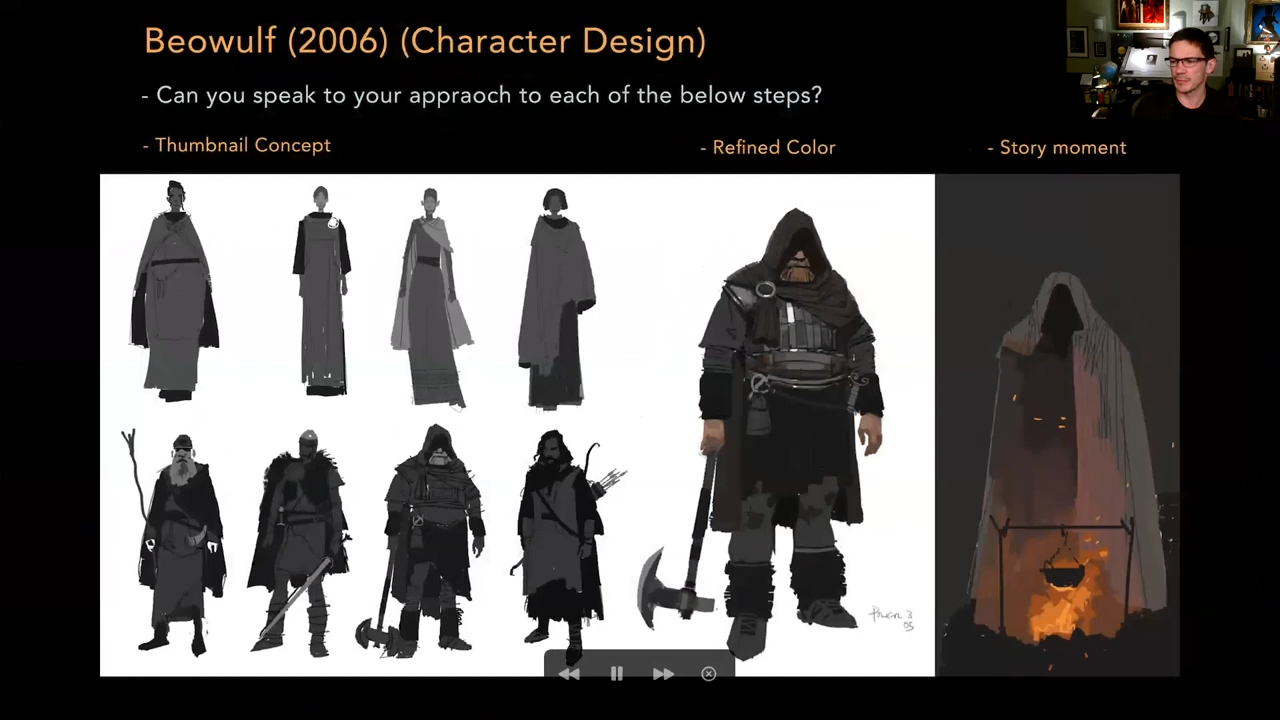 Beowulf (2006) (Character Design)
- Can you speak to your appraoch to each of the below steps?
- Thumbnail Concept
- Refined Color
- Story moment